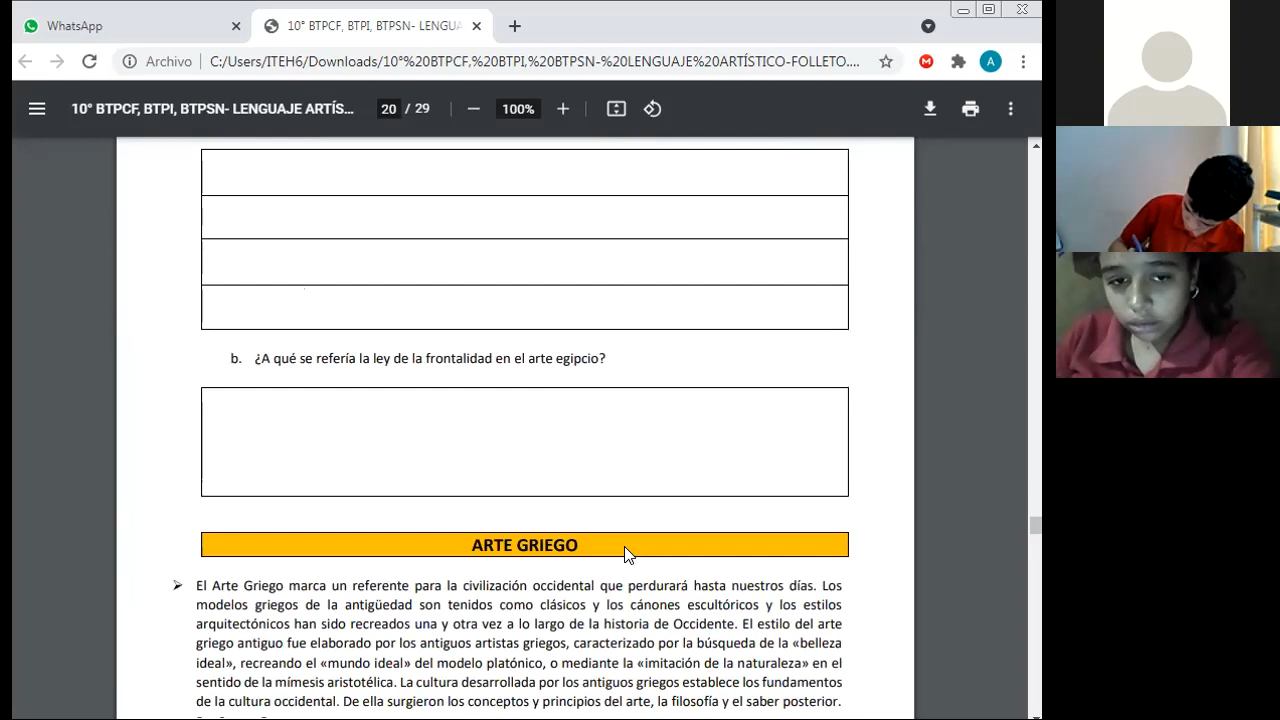 WhatsApp
10° BTPCF, BTPI, BTPSN- LENGUA
Archivo
C:/Users/ITEH6/Downloads/10°%20BTPCF,%20BTPI,%20BTPSN-%20LENGUAJE%20ARTÍSTICO-FOLLETO....
M
A
10° BTPCF, BTPI, BTPSN- LENGUAJE ARTÍS...
20 / 29
100%
b. ¿A qué se refería la ley de la frontalidad en el arte egipcio?
ARTE GRIEGO
El Arte Griego marca un referente para la civilización occidental que perdurará hasta nuestros días. Los
modelos griegos de la antigüedad son tenidos como clásicos y los cánones escultóricos y los estilos
arquitectónicos han sido recreados una y otra vez a lo largo de la historia de Occidente. El estilo del arte
griego antiguo fue elaborado por los antiguos artistas griegos, caracterizado por la búsqueda de la «belleza
ideal», recreando el «mundo ideal» del modelo platónico, o mediante la «imitación de la naturaleza» en el
sentido de la mímesis aristotélica. La cultura desarrollada por los antiguos griegos establece los fundamentos
de la cultura occidental. De ella surgieron los conceptos y principios del arte, la filosofía y el saber posterior.